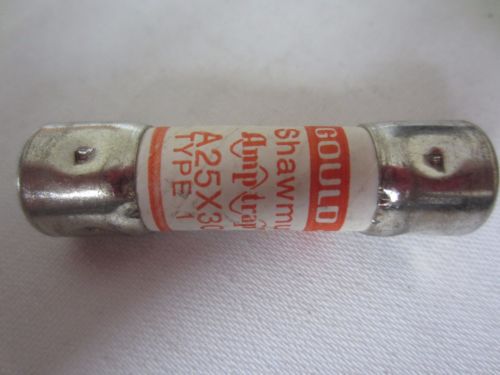 GOULD
Shawmu
Amp-trap
A25X30
TYPE 1